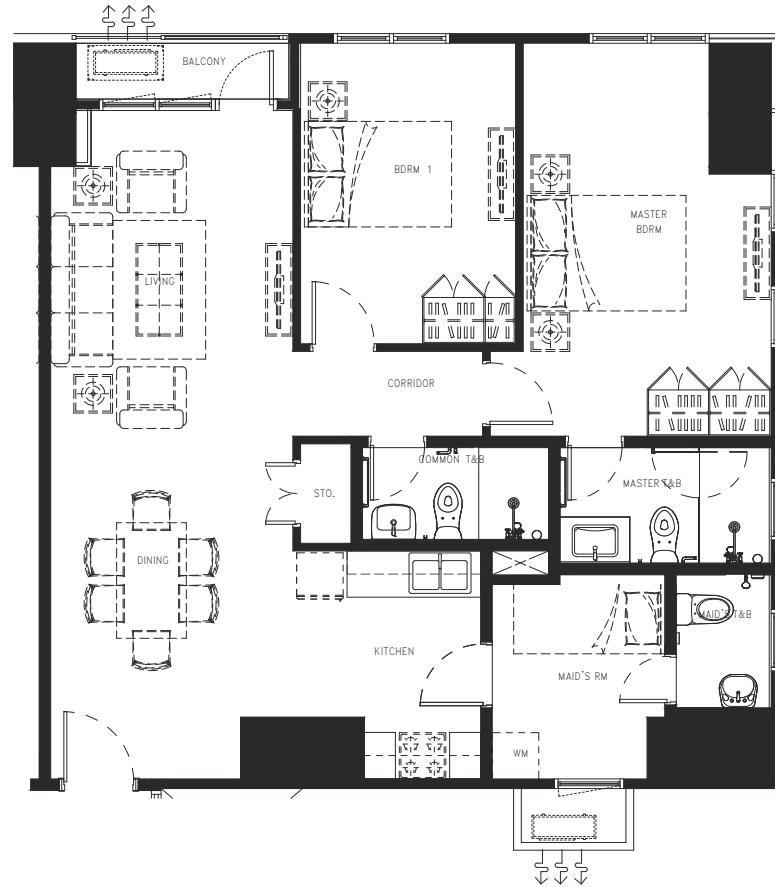 BALCONY
BDRM 1
MASTER
BDRM
LIVING
CORRIDOR
COMMON T&B
MASTER T&B
STO.
DINING
KITCHEN
MAID'S T&B
MAID'S RM
WM